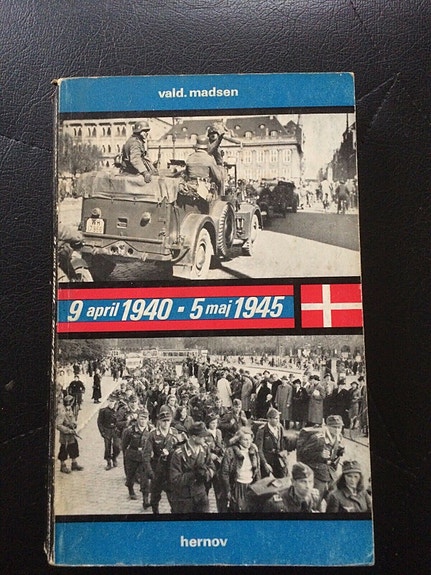 vald. madsen
9 april 1940 - 5 maj 1945
hernov